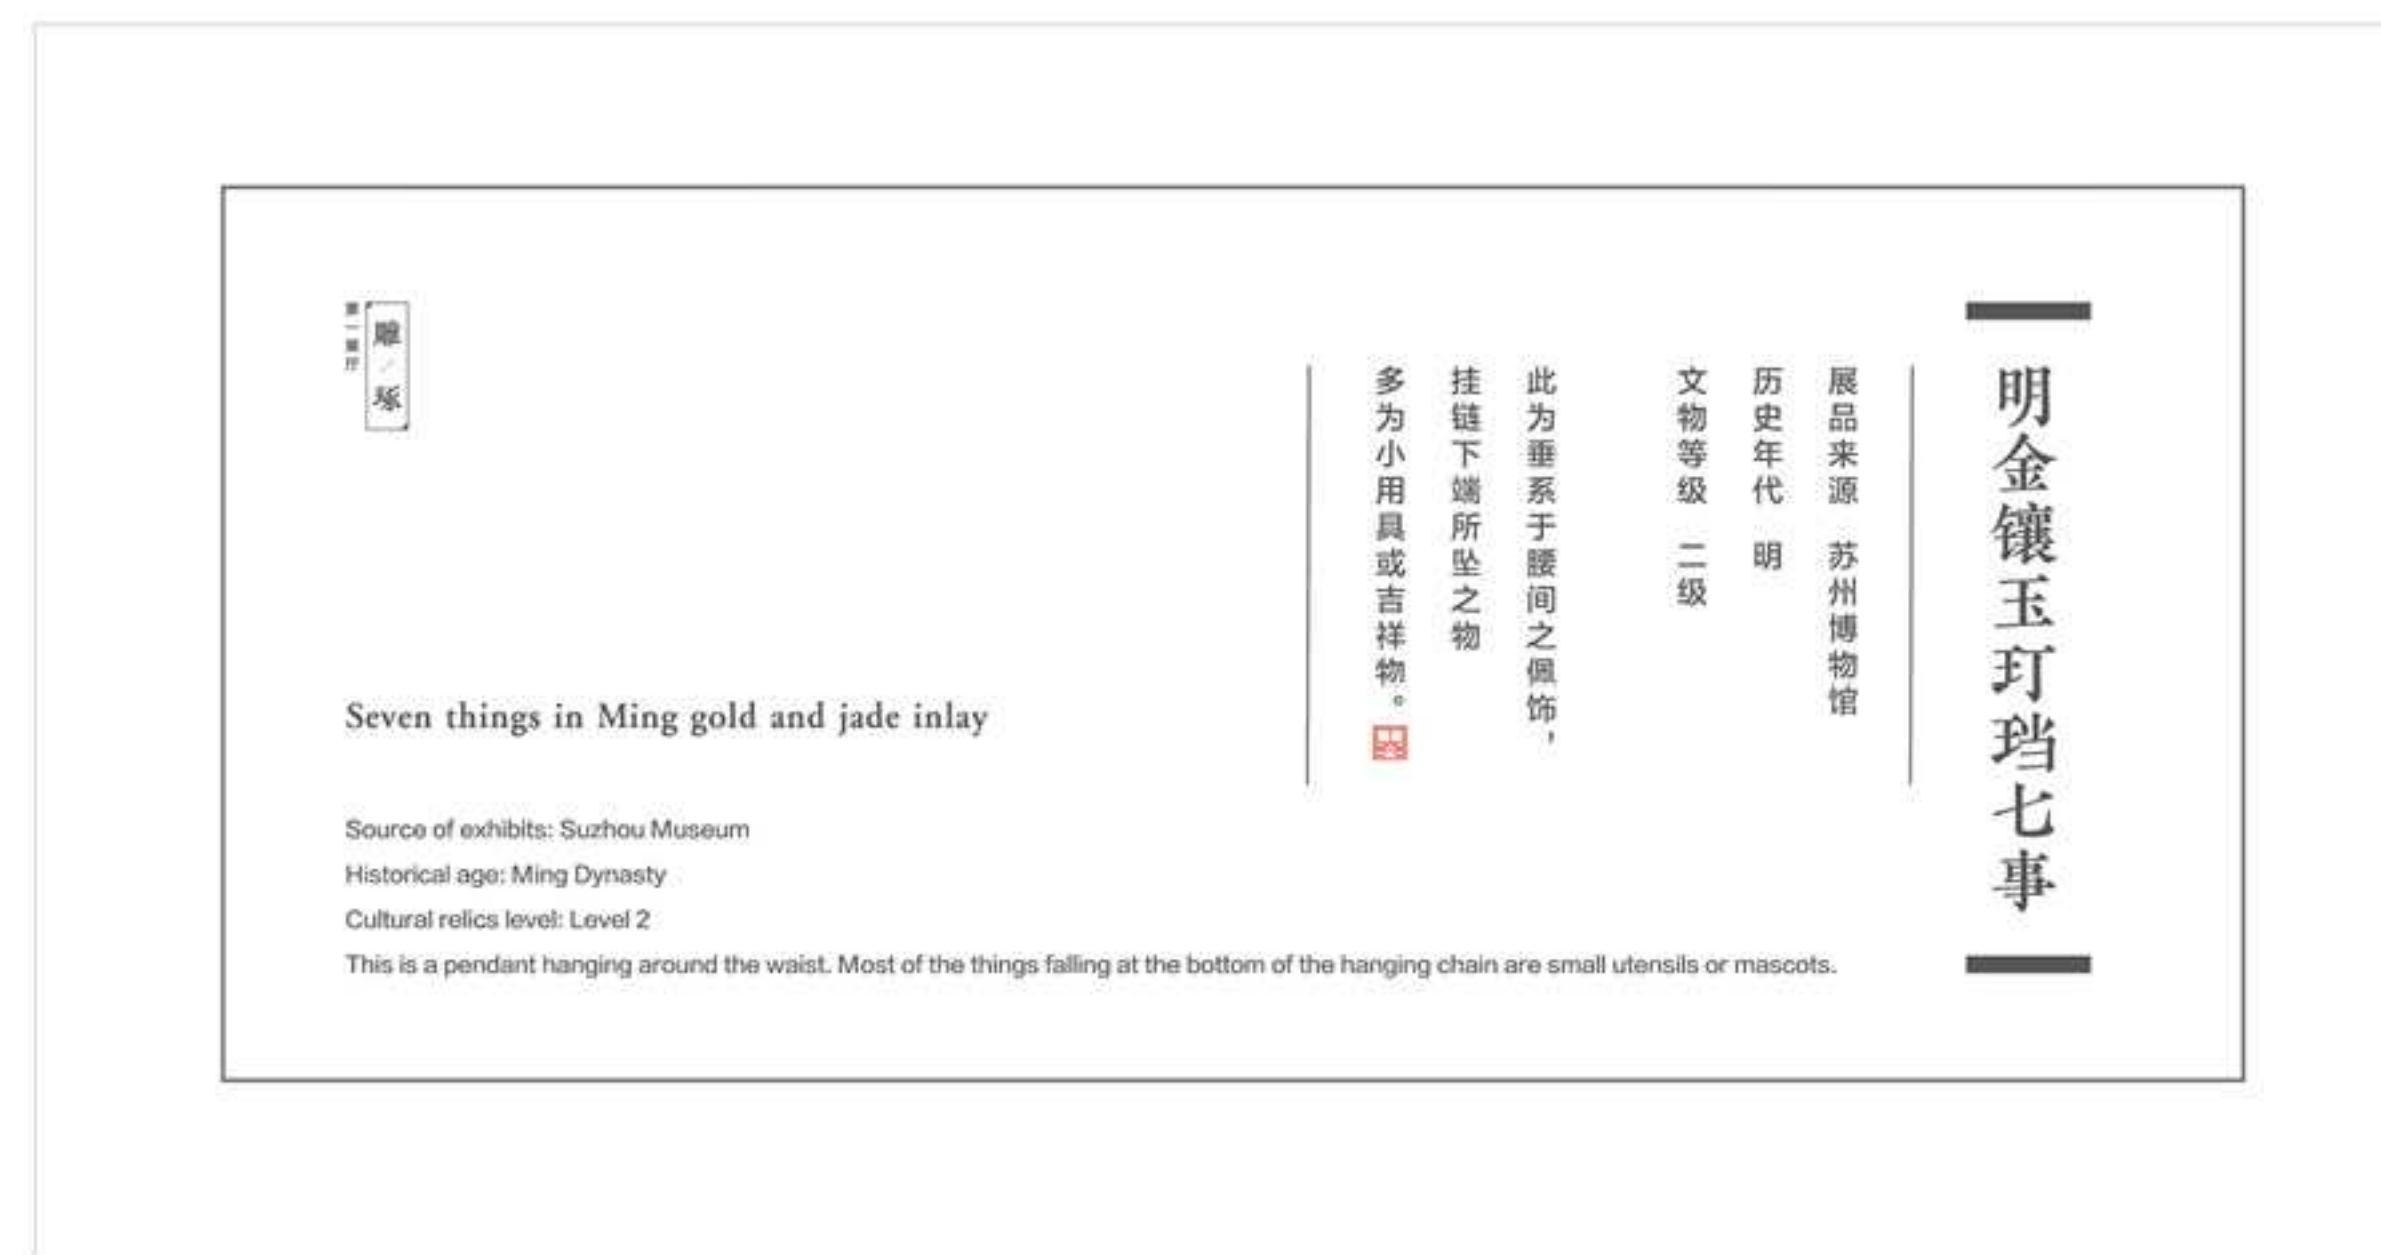 明金镶玉玎珰七事
展品来源 苏州博物馆
历史年代 明
文物等级 二级
此为垂系于腰间之佩饰，
挂链下端所坠之物
多为小用具或吉祥物。
雕/琢
第一展厅
Seven things in Ming gold and jade inlay
Source of exhibits: Suzhou Museum
Historical age: Ming Dynasty
Cultural relics level: Level 2
This is a pendant hanging around the waist. Most of the things falling at the bottom of the hanging chain are small utensils or mascots.